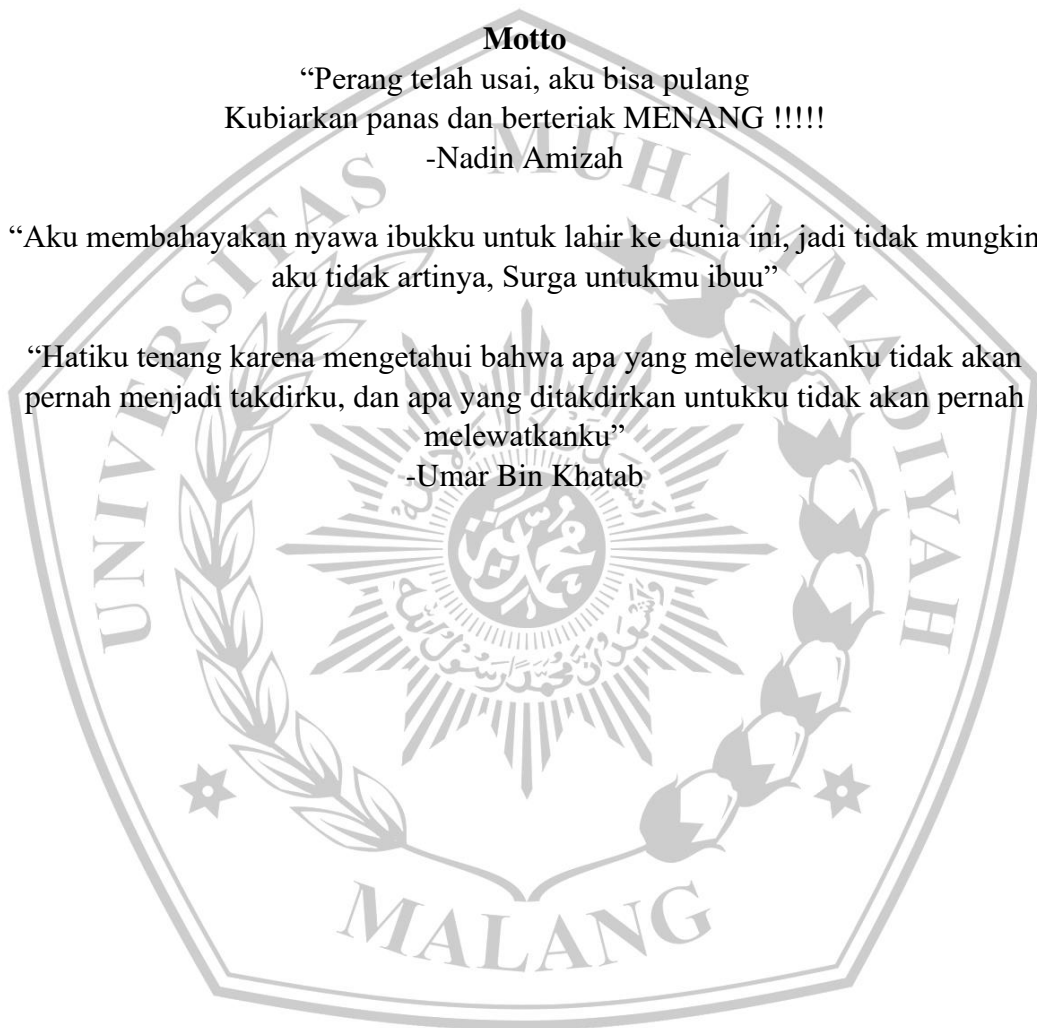 Motto
“Perang telah usai, aku bisa pulang
Kubiarkan panas dan berteriak MENANG !!!!!
-Nadin Amizah
“Aku membahayakan nyawa ibukku untuk lahir ke dunia ini, jadi tidak mungkin
aku tidak artinya, Surga untukmu ibuu”
“Hatiku tenang karena mengetahui bahwa apa yang melewatkanku tidak akan
pernah menjadi takdirku, dan apa yang ditakdirkan untukku tidak akan pernah
melewatkanku”
-Umar Bin Khatab
UNIVERSITAS MUHAMMADIYAH
MALANG